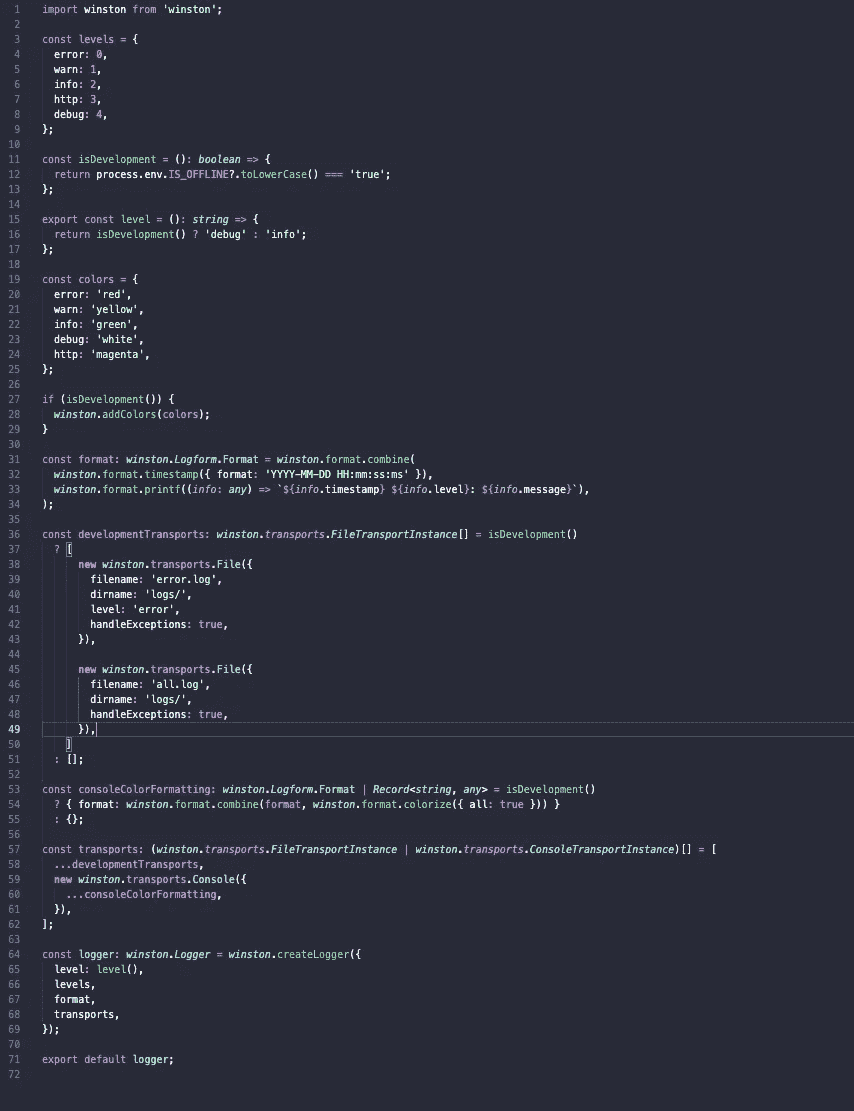 1 import winston from 'winston';
2
3 const levels = {
4 error: 0,
5 warn: 1,
6 info: 2,
7 http: 3,
8 debug: 4,
9 };
10
11 const isDevelopment = (): boolean => {
12 return process.env.IS_OFFLINE?.toLowerCase() === 'true';
13 };
14
15 export const level = (): string => {
16 return isDevelopment() ? 'debug' : 'info';
17 };
18
19 const colors = {
20 error: 'red',
21 warn: 'yellow',
22 info: 'green',
23 debug: 'white',
24 http: 'magenta',
25 };
26
27 if (isDevelopment()) {
28 winston.addColors(colors);
29 }
30
31 const format: winston.Logform.Format = winston.format.combine(
32 winston.format.timestamp({ format: 'YYYY-MM-DD HH:mm:ss:ms' }),
33 winston.format.printf((info: any) => `${info.timestamp} ${info.level}: ${info.message}`),
34 );
35
36 const developmentTransports: winston.transports.FileTransportInstance[] = isDevelopment()
37 ? [
38 new winston.transports.File({
39 filename: 'error.log',
40 dirname: 'logs/',
41 level: 'error',
42 handleExceptions: true,
43 }),
44
45 new winston.transports.File({
46 filename: 'all.log',
47 dirname: 'logs/',
48 handleExceptions: true,
49 }),
50 ]
51 : [];
52
53 const consoleColorFormatting: winston.Logform.Format | Record<string, any> = isDevelopment()
54 ? { format: winston.format.combine(format, winston.format.colorize({ all: true })) }
55 : {};
56
57 const transports: (winston.transports.FileTransportInstance | winston.transports.ConsoleTransportInstance)[] = [
58 ...developmentTransports,
59 new winston.transports.Console({
60 ...consoleColorFormatting,
61 }),
62 ];
63
64 const logger: winston.Logger = winston.createLogger({
65 level: level(),
66 levels,
67 format,
68 transports,
69 });
70
71 export default logger;
72